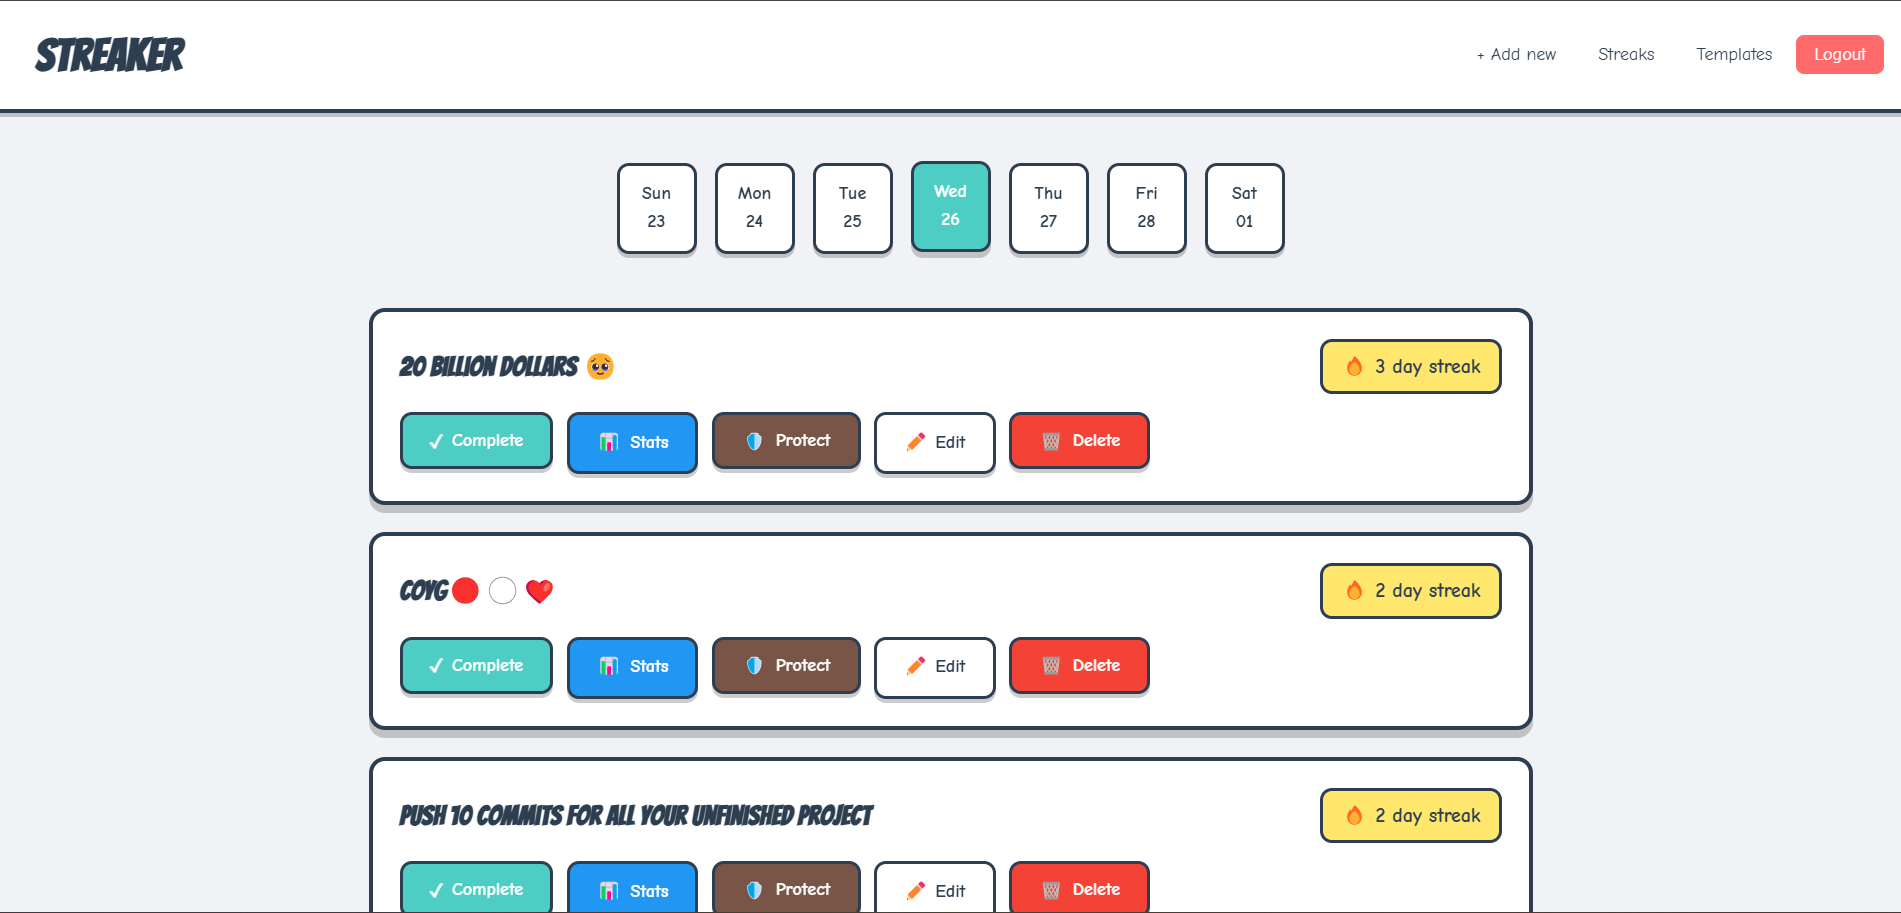 STREAKER
+ Add new Streaks Templates Logout
Sun Mon Tue Wed Thu Fri Sat
23 24 25 26 27 28 01
20 BILLION DOLLARS 🥹
🔥 3 day streak
✓ Complete 📊 Stats 🛡️ Protect ✏️ Edit 🗑️ Delete
COYG🔴⚪❤️
🔥 2 day streak
✓ Complete 📊 Stats 🛡️ Protect ✏️ Edit 🗑️ Delete
PUSH 10 COMMITS FOR ALL YOUR UNFINISHED PROJECT
🔥 2 day streak
✓ Complete 📊 Stats 🛡️ Protect ✏️ Edit 🗑️ Delete